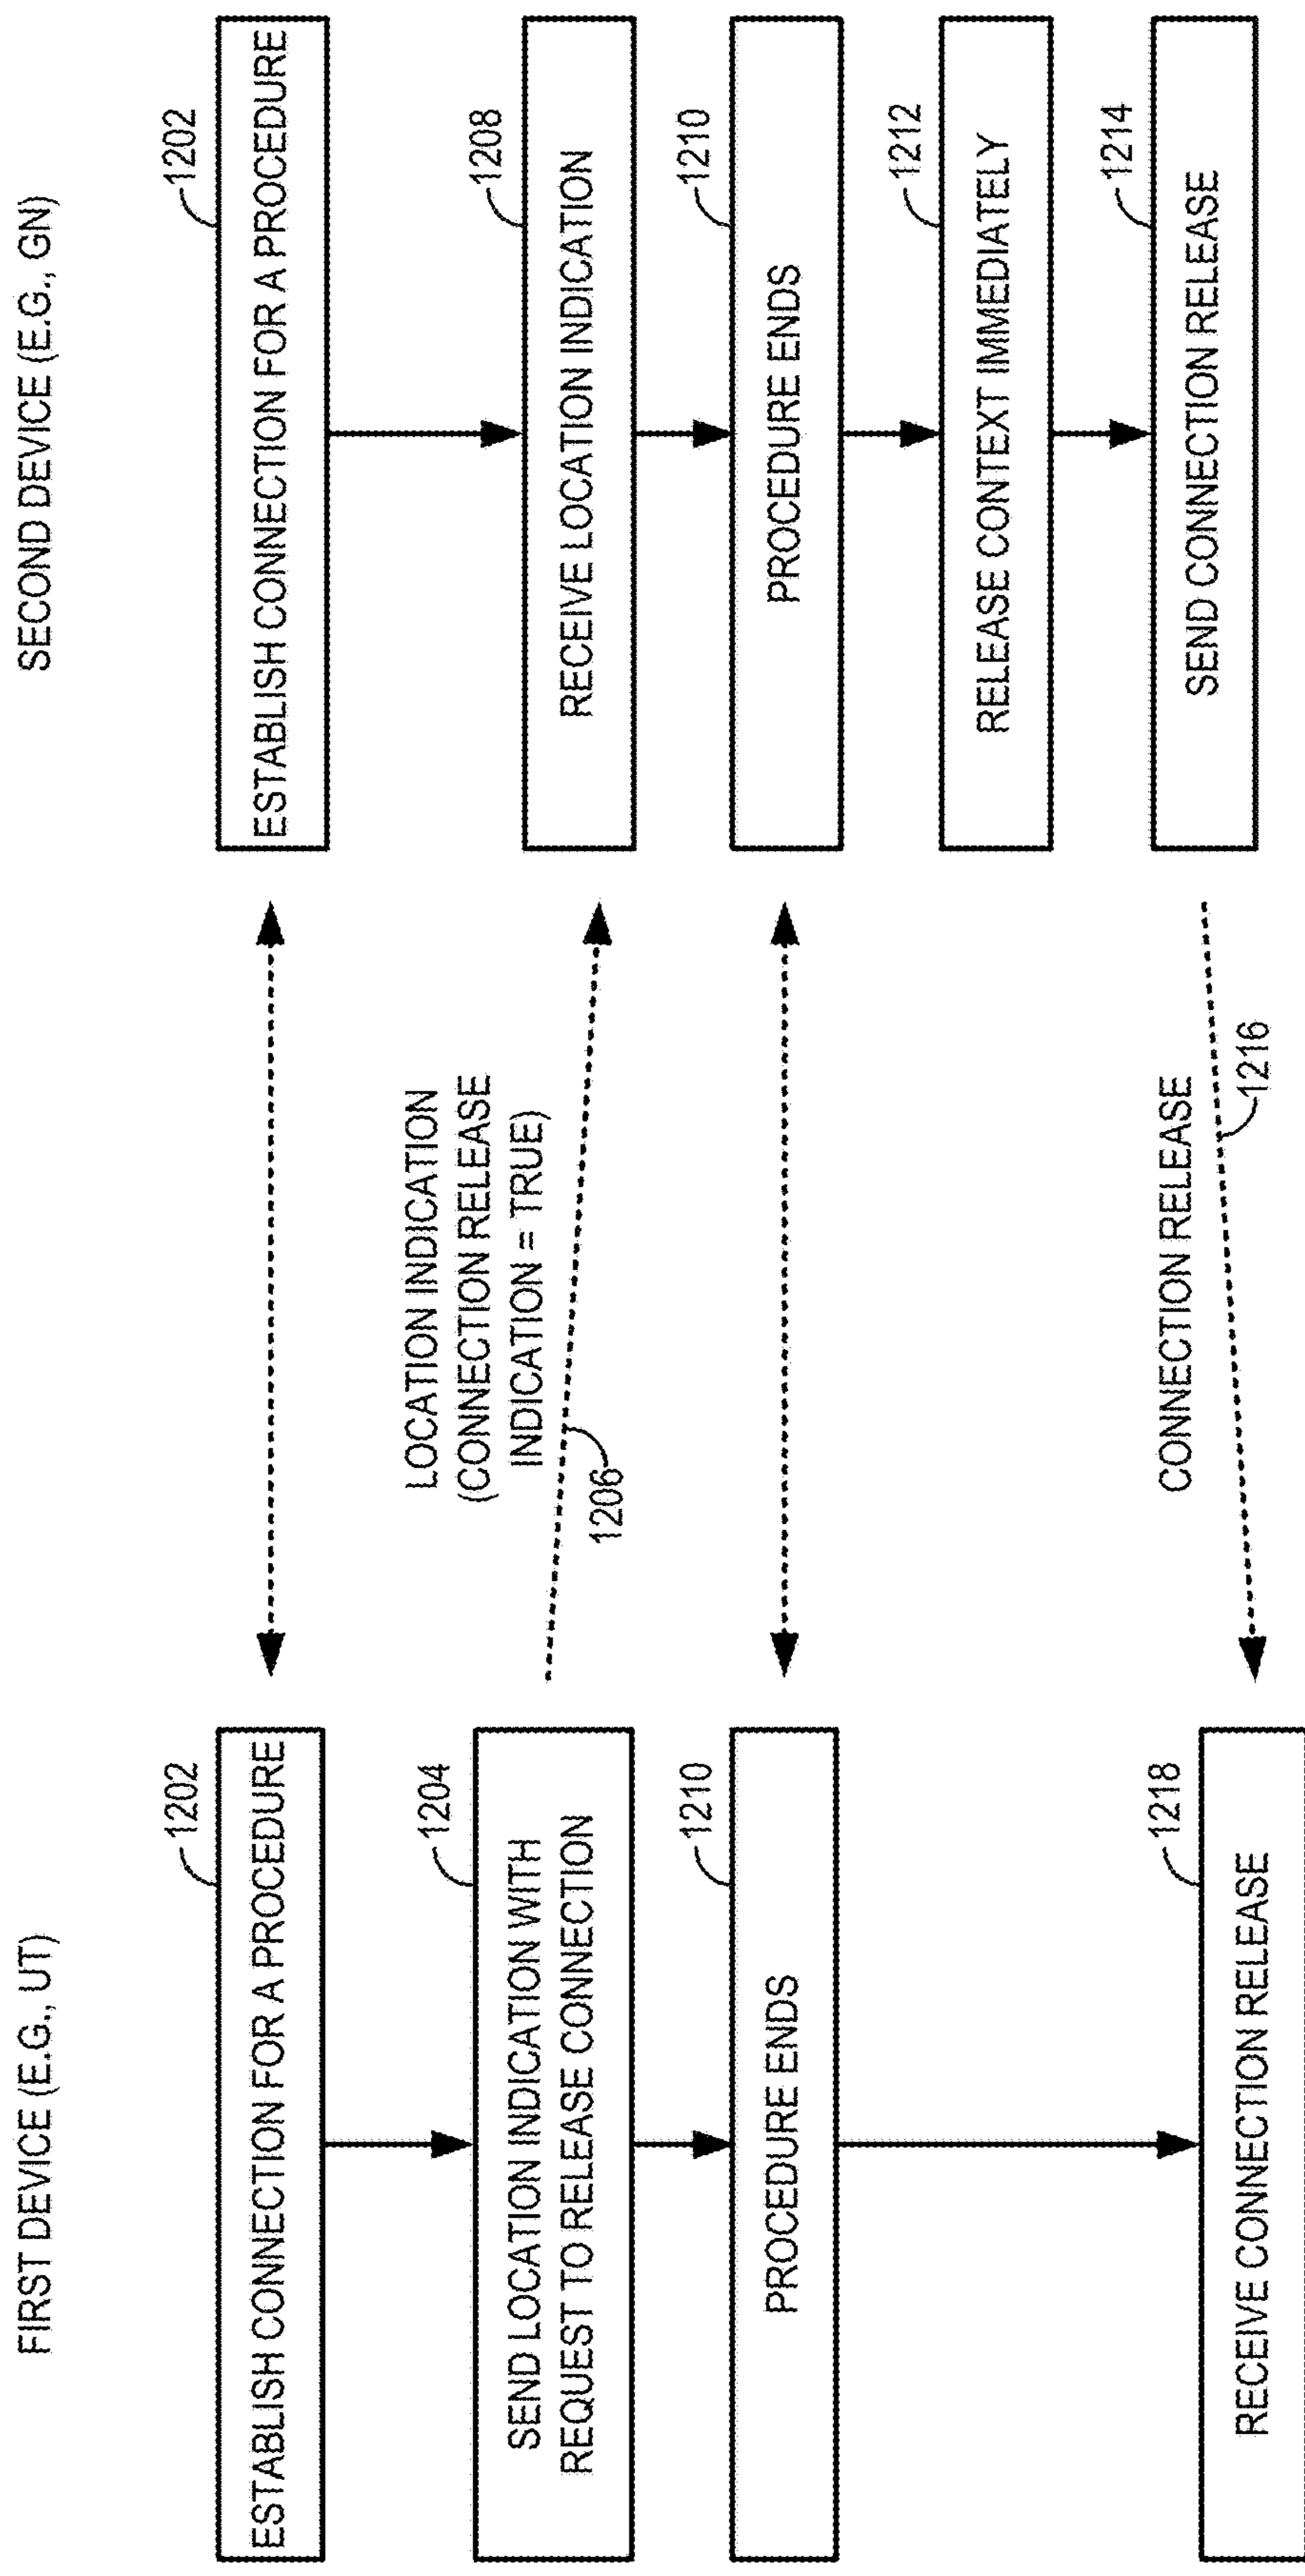 FIRST DEVICE (E.G., UT)
SECOND DEVICE (E.G., GN)
1202
ESTABLISH CONNECTION FOR A PROCEDURE
1202
ESTABLISH CONNECTION FOR A PROCEDURE
1204
SEND LOCATION INDICATION WITH
REQUEST TO RELEASE CONNECTION
LOCATION INDICATION
(CONNECTION RELEASE
INDICATION = TRUE)
1206
1208
RECEIVE LOCATION INDICATION
1210
PROCEDURE ENDS
1210
PROCEDURE ENDS
1212
RELEASE CONTEXT IMMEDIATELY
1214
SEND CONNECTION RELEASE
CONNECTION RELEASE
1216
1218
RECEIVE CONNECTION RELEASE